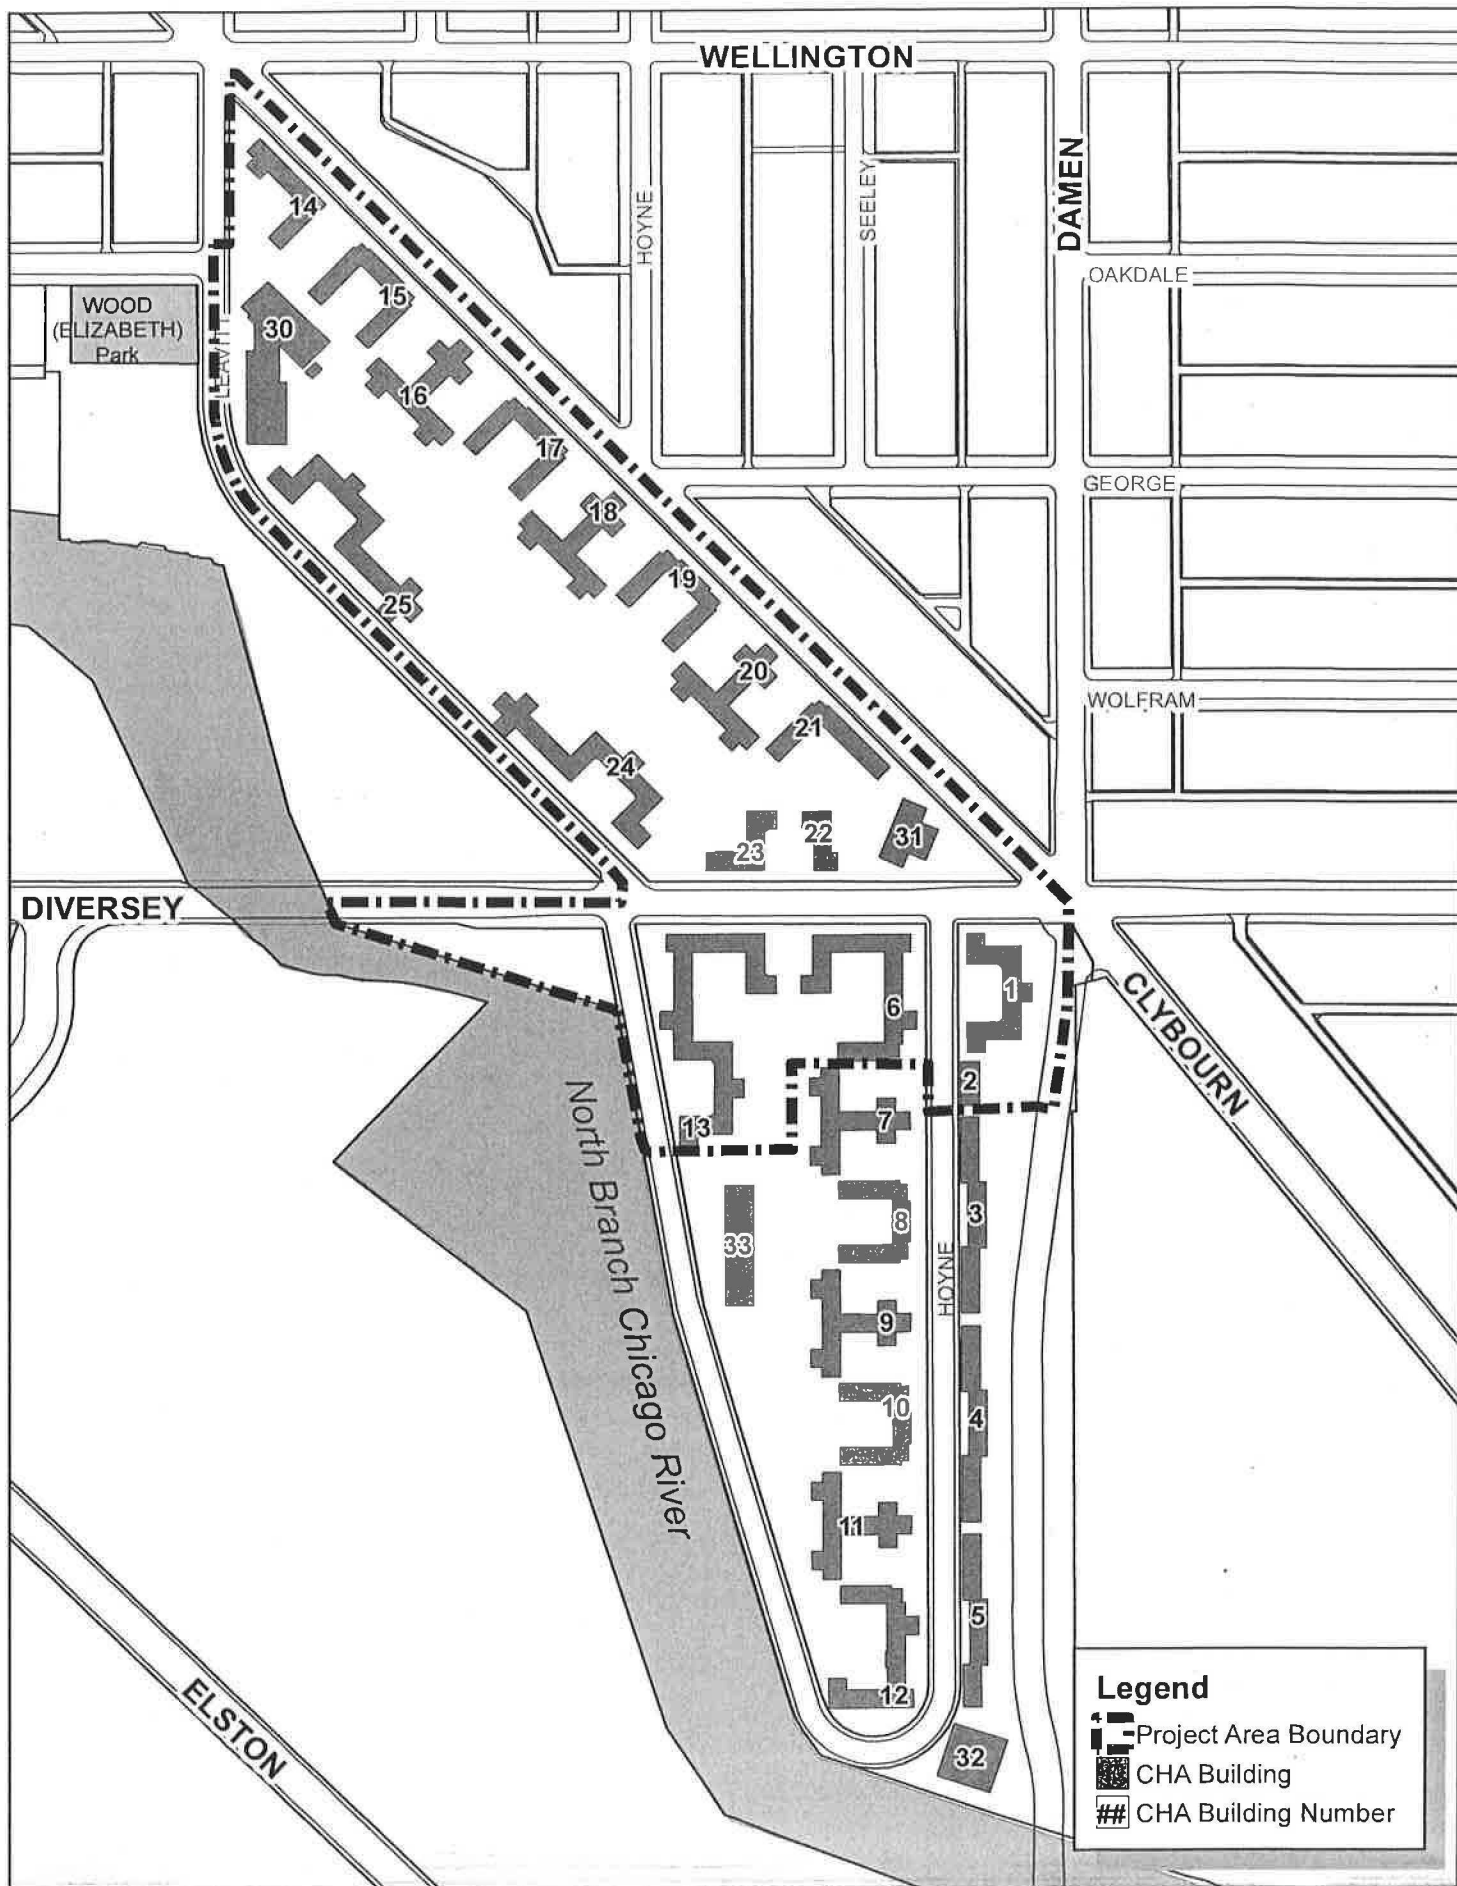 WELLINGTON
DAMEN
HOYNE
SEELEY
14
OAKDALE
15
WOOD
(ELIZABETH)
Park
30
LEAVITT
16
17
GEORGE
18
19
25
20
WOLFRAM
21
24
31
22
23
DIVERSEY
CLYBOURN
1
6
2
7
13
North Branch Chicago River
3
8
33
HOYNE
9
10
4
11
5
12
32
ELSTON
Legend
Project Area Boundary
CHA Building
## CHA Building Number